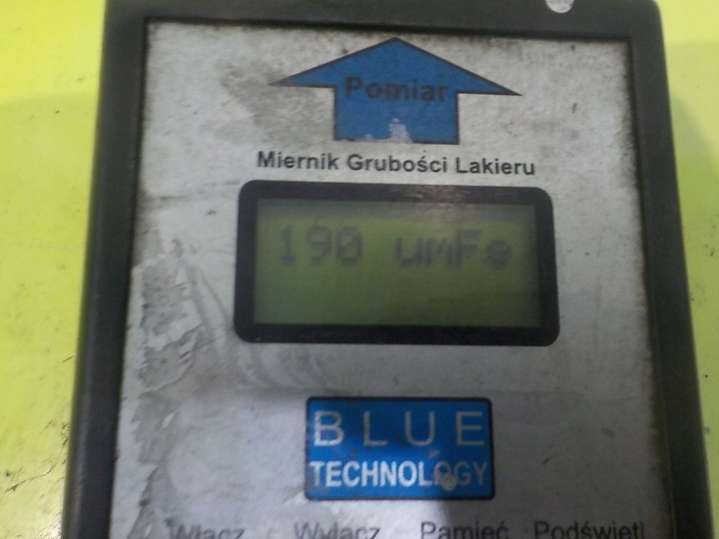 Pomiar
Miernik Grubości Lakieru
190 umFe
BLUE
TECHNOLOGY
Włącz Wyłącz Pamięć Podświetl